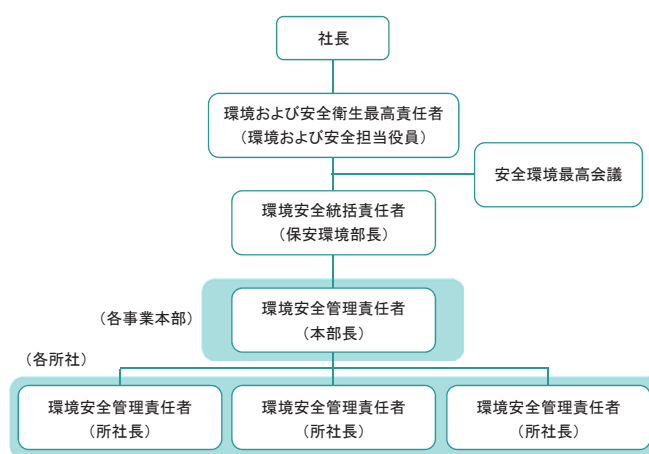 社長
環境および安全衛生最高責任者
（環境および安全担当役員）
安全環境最高会議
環境安全統括責任者
（保安環境部長）
（各事業本部）
環境安全管理責任者
（本部長）
（各所社）
環境安全管理責任者
（所社長）
環境安全管理責任者
（所社長）
環境安全管理責任者
（所社長）